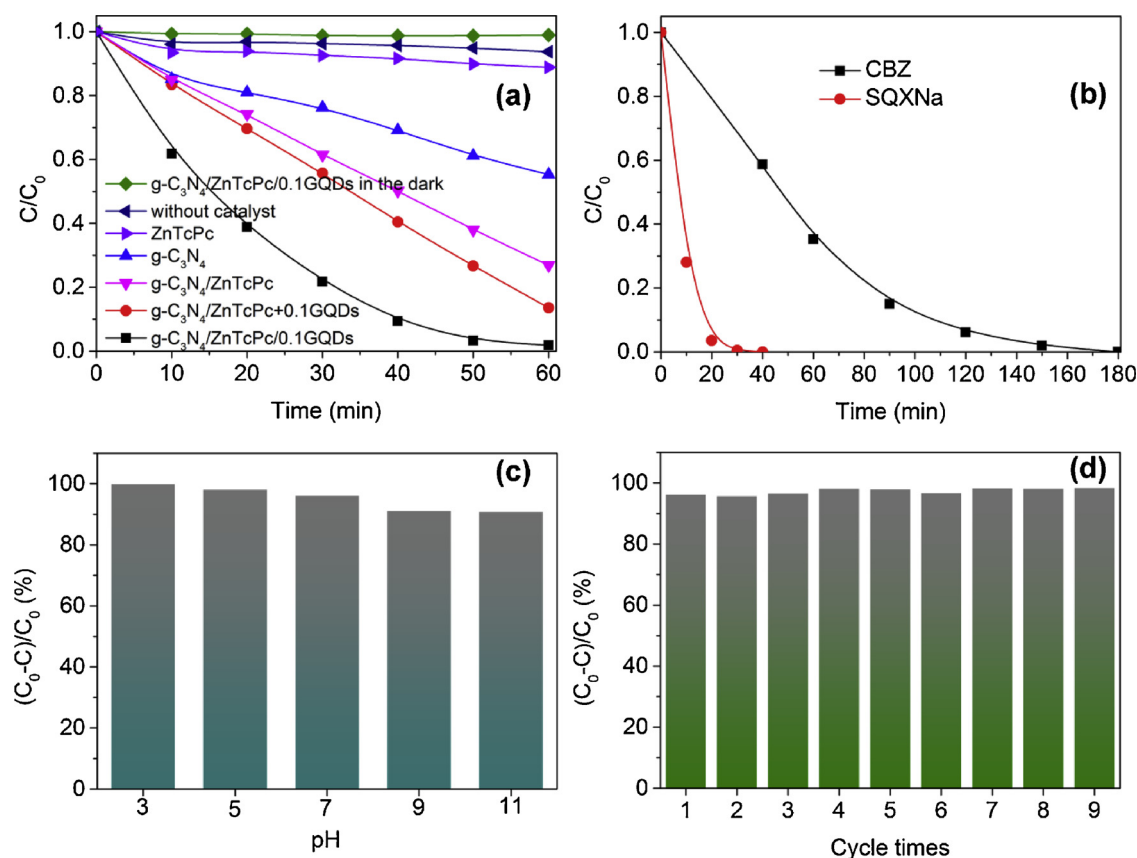 (a)
1.0
0.8
0.6
0.4
0.2
0.0
C/C₀
g-C₃N₄/ZnTcPc/0.1GQDs in the dark
without catalyst
ZnTcPc
g-C₃N₄
g-C₃N₄/ZnTcPc
g-C₃N₄/ZnTcPc+0.1GQDs
g-C₃N₄/ZnTcPc/0.1GQDs
0 10 20 30 40 50 60
Time (min)
(b)
1.0
0.8
0.6
0.4
0.2
0.0
C/C₀
CBZ
SQXNa
0 20 40 60 80 100 120 140 160 180
Time (min)
(c)
100
80
60
40
20
0
(C₀-C)/C₀ (%)
3 5 7 9 11
pH
(d)
100
80
60
40
20
0
(C₀-C)/C₀ (%)
1 2 3 4 5 6 7 8 9
Cycle times